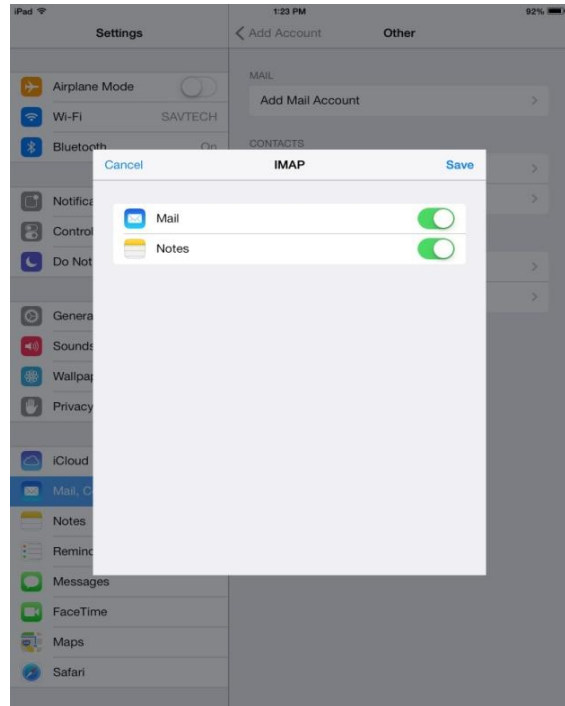 iPad 1:23 PM 92%
Settings
Add Account Other
MAIL
Airplane Mode
Add Mail Account
Wi-Fi SAVTECH
Bluetooth On
CONTACTS
Cancel IMAP Save
Mail
Notes
Notifica
Control
Do Not
Genera
Sounds
Wallpap
Privacy
iCloud
Mail, C
Notes
Remind
Messages
FaceTime
Maps
Safari